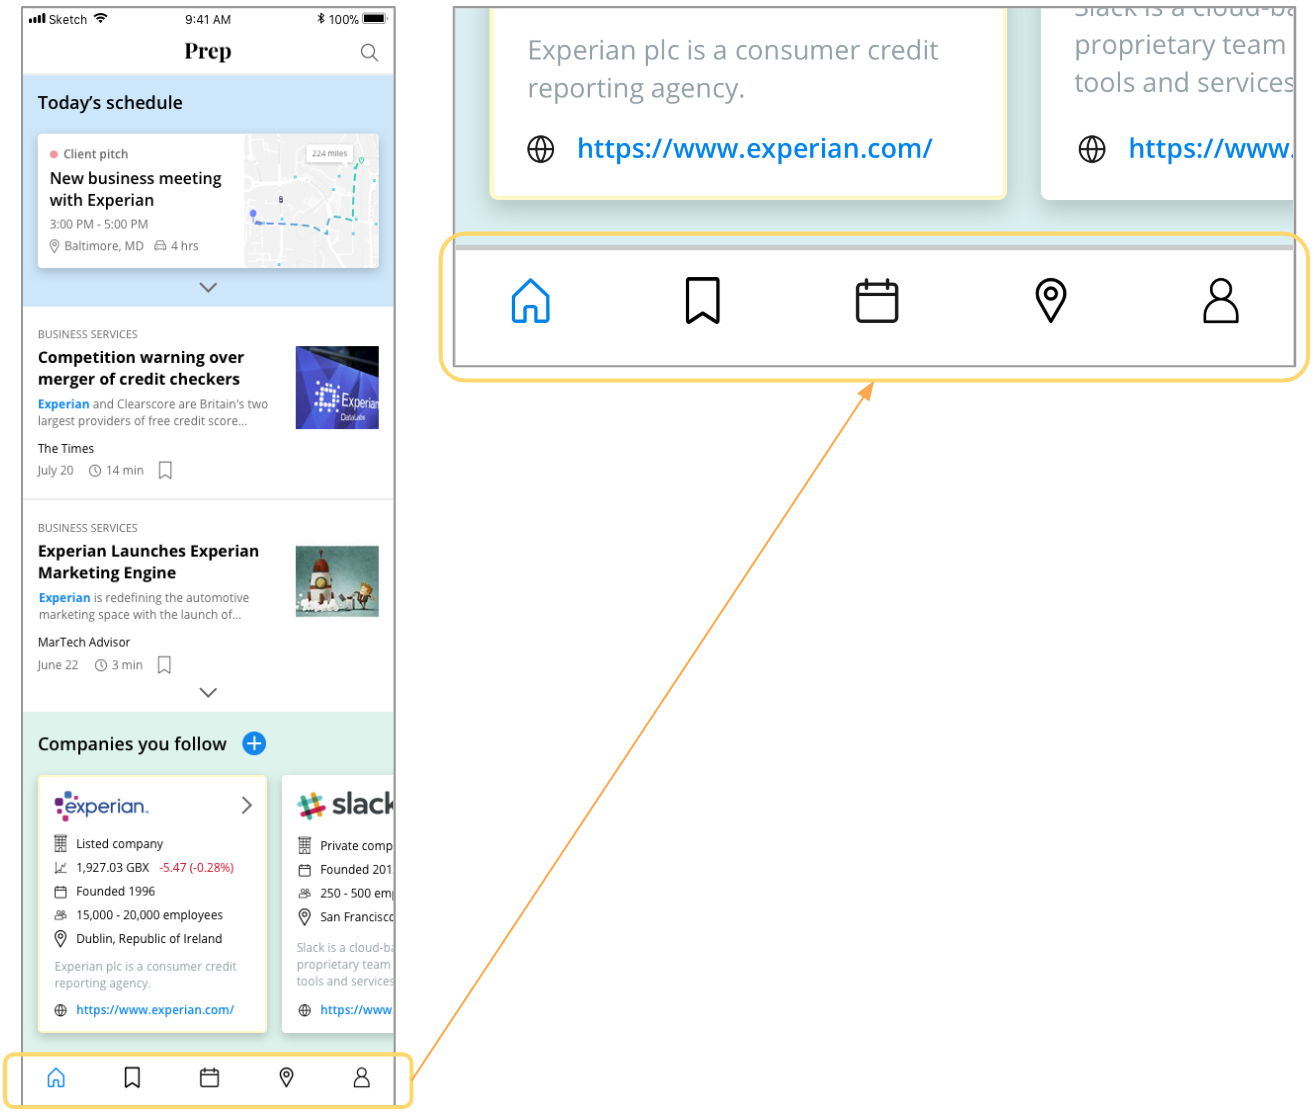 Sketch
9:41 AM
100%
Prep
Today's schedule
Client pitch
New business meeting
with Experian
3:00 PM - 5:00 PM
Baltimore, MD
4 hrs
224 miles
BUSINESS SERVICES
Competition warning over
merger of credit checkers
Experian and Clearscore are Britain's two
largest providers of free credit score...
The Times
July 20
14 min
Experian
DataLabs
BUSINESS SERVICES
Experian Launches Experian
Marketing Engine
Experian is redefining the automotive
marketing space with the launch of...
MarTech Advisor
June 22
3 min
Companies you follow
experian.
Listed company
1,927.03 GBX -5.47 (-0.28%)
Founded 1996
15,000 - 20,000 employees
Dublin, Republic of Ireland
Experian plc is a consumer credit
reporting agency.
https://www.experian.com/
slack
Private comp
Founded 201
250 - 500 em
San Francisco
Slack is a cloud-ba
proprietary team
tools and services
https://www.
Experian plc is a consumer credit
reporting agency.
https://www.experian.com/
Slack is a cloud-ba
proprietary team
tools and services
https://www.